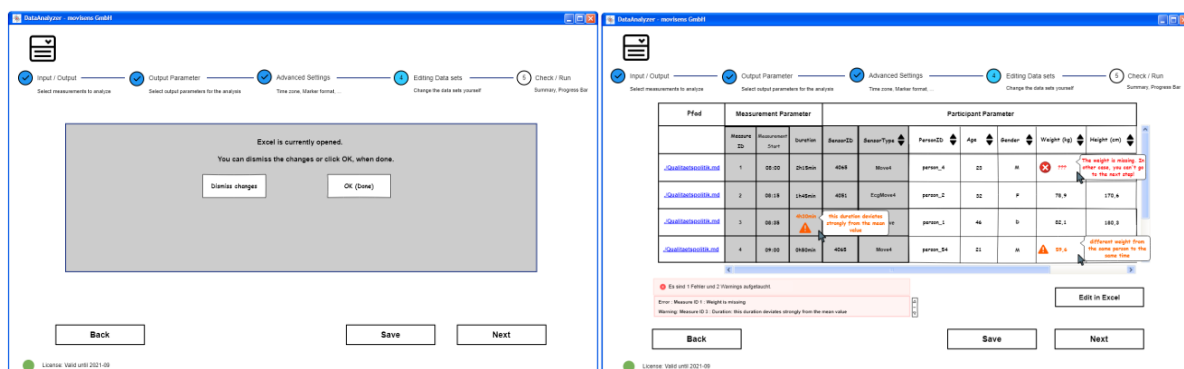 DataAnalyzer - movisens GmbH
Input / Output
Output Parameter
Advanced Settings
4
Editing Data sets
5
Check / Run
Select measurements to analyze
Select output parameters for the analysis
Time zone, Marker format, ...
Change the data sets yourself
Summary, Progress Bar
Excel is currently opened.
You can dismiss the changes or click OK, when done.
Dismiss changes
OK (Done)
Back
Save
Next
License: Valid until 2021-09
DataAnalyzer - movisens GmbH
Input / Output
Output Parameter
Advanced Settings
4
Editing Data sets
5
Check / Run
Select measurements to analyze
Select output parameters for the analysis
Time zone, Marker format, ...
Change the data sets yourself
Summary, Progress Bar
Pfad
Measurement Parameter
Participant Parameter
Measure ID
Measurement Start
Duration
SensorID
SensorType
PersonID
Age
Gender
Weight (kg)
Height (cm)
./Qualitaetspolitik.md
1
08:00
2h15min
4065
Move4
person_4
23
M
???
The weight is missing. In
other case, you can't go
to the next step!
./Qualitaetspolitik.md
2
08:15
1h45min
4051
EcgMove4
person_2
32
F
78,9
170,6
./Qualitaetspolitik.md
3
this duration deviates
strongly from the mean
value
person_1
46
D
82,1
180,3
./Qualitaetspolitik.md
4
09:00
0h50min
4065
Move4
person_54
21
M
different weight from
the same person to the
same time
Es sind 1 Fehler und 2 Warnings aufgetaucht
Error : Measure ID 1 : Weight is missing
Warning: Measure ID 3 : Duration: this duration deviates strongly from the mean value
Edit in Excel
Back
Save
Next
License: Valid until 2021-09